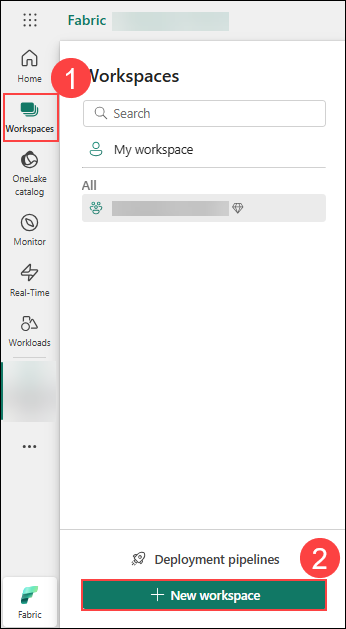 Fabric
Home
1
Workspaces
Workspaces
Search
My workspace
All
OneLake
catalog
Monitor
Real-Time
Workloads
...
Deployment pipelines
2
New workspace
Fabric